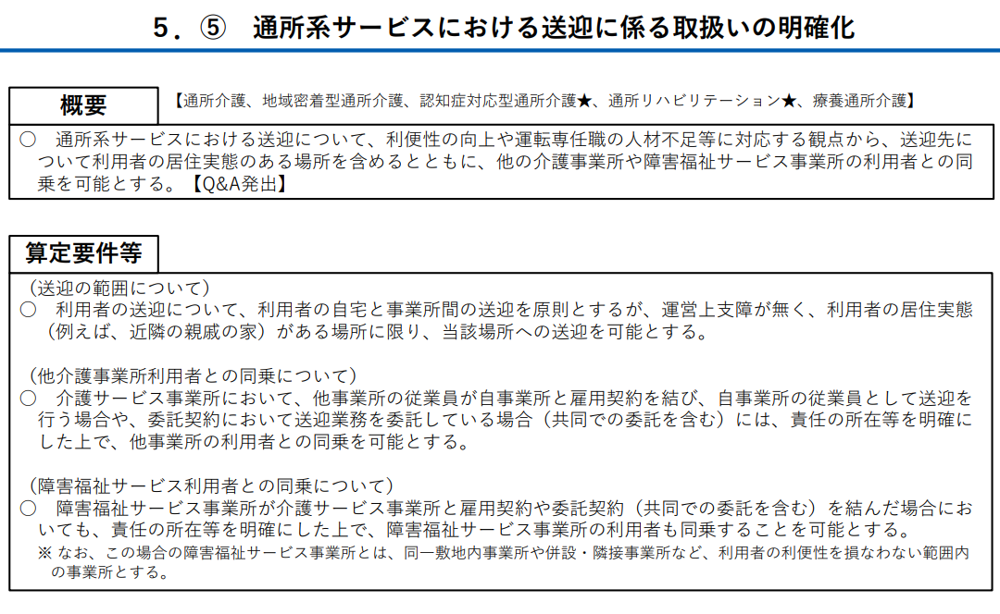 ５．⑤　通所系サービスにおける送迎に係る取扱いの明確化
概要
【通所介護、地域密着型通所介護、認知症対応型通所介護★、通所リハビリテーション★、療養通所介護】
○　通所系サービスにおける送迎について、利便性の向上や運転専任職の人材不足等に対応する観点から、送迎先に
ついて利用者の居住実態のある場所を含めるとともに、他の介護事業所や障害福祉サービス事業所の利用者との同
乗を可能とする。【Q&A発出】
算定要件等
（送迎の範囲について）
○　利用者の送迎について、利用者の自宅と事業所間の送迎を原則とするが、運営上支障が無く、利用者の居住実態
（例えば、近隣の親戚の家）がある場所に限り、当該場所への送迎を可能とする。
（他介護事業所利用者との同乗について）
○　介護サービス事業所において、他事業所の従業員が自事業所と雇用契約を結び、自事業所の従業員として送迎を
行う場合や、委託契約において送迎業務を委託している場合（共同での委託を含む）には、責任の所在等を明確に
した上で、他事業所の利用者との同乗を可能とする。
（障害福祉サービス利用者との同乗について）
○　障害福祉サービス事業所が介護サービス事業所と雇用契約や委託契約（共同での委託を含む）を結んだ場合にお
いても、責任の所在等を明確にした上で、障害福祉サービス事業所の利用者も同乗することを可能とする。
※ なお、この場合の障害福祉サービス事業所とは、同一敷地内事業所や併設・隣接事業所など、利用者の利便性を損なわない範囲内
の事業所とする。